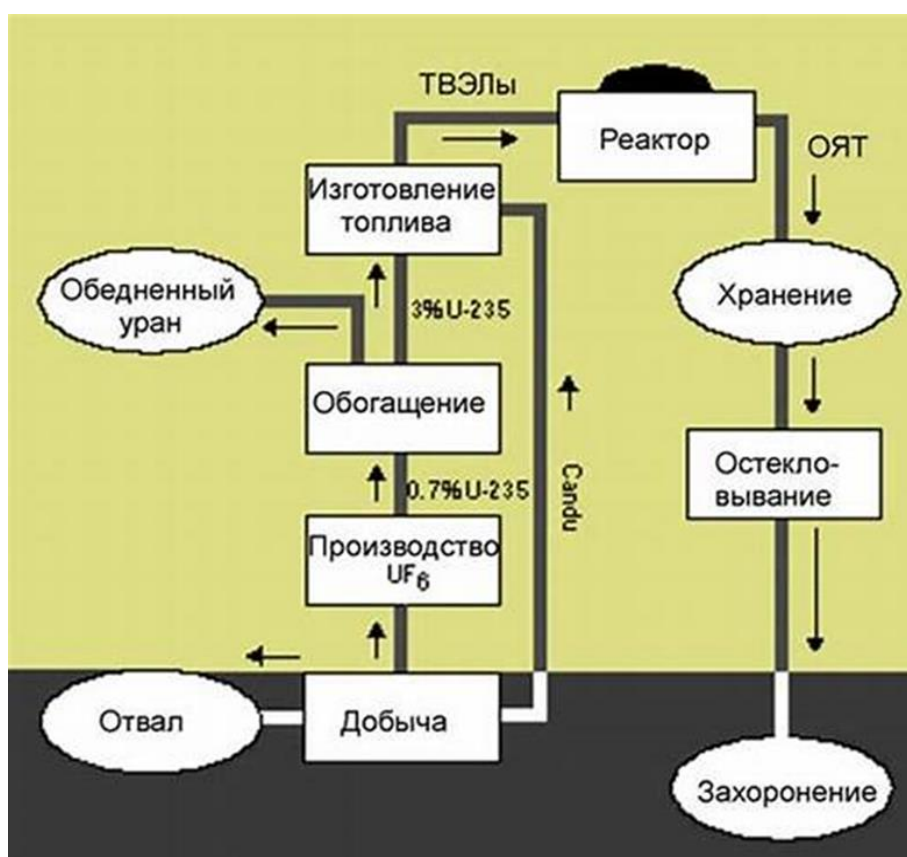 ТВЭЛы
Реактор
ОЯТ
Изготовление
топлива
Обедненный
уран
3%U-235
Хранение
Обогащение
Candu
Остекло-
вывание
0.7%U-235
Производство
UF6
Отвал
Добыча
Захоронение